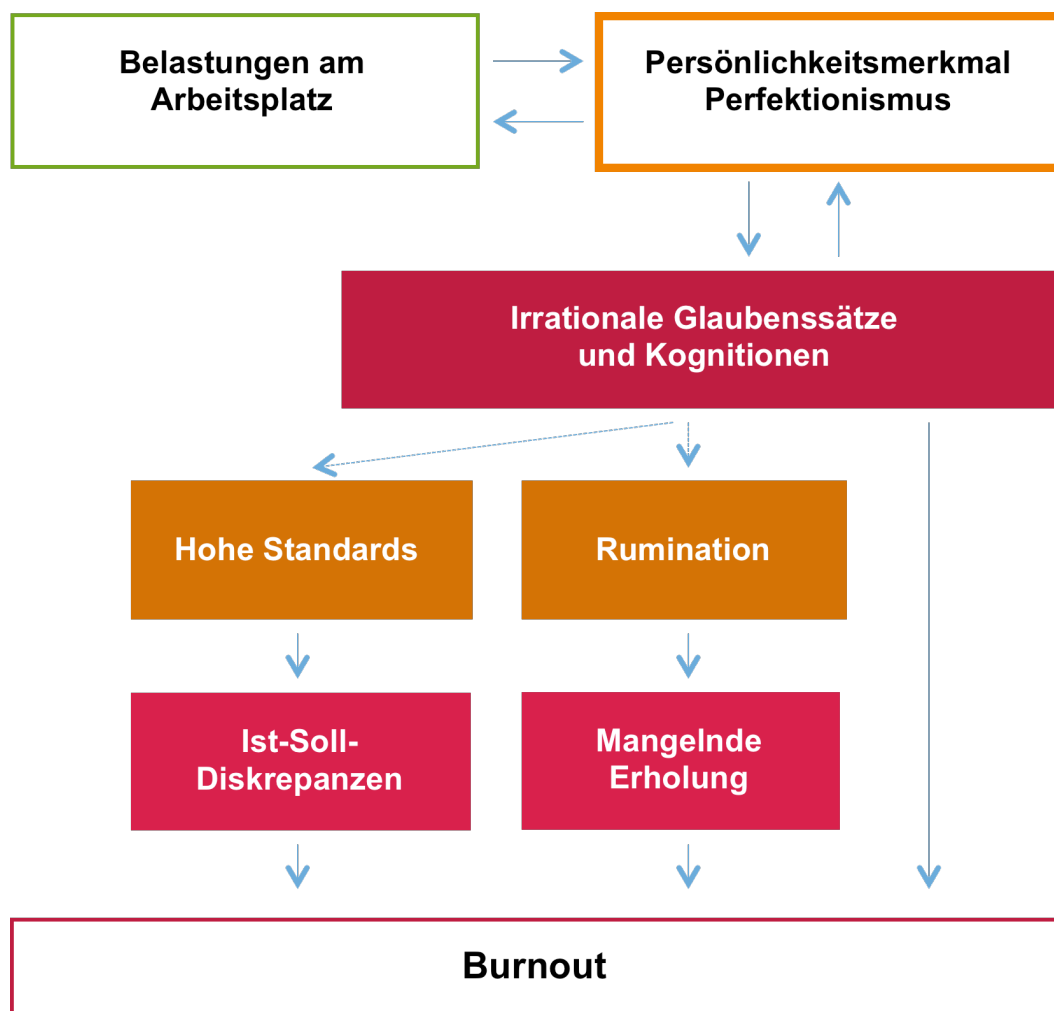 Belastungen am
Arbeitsplatz
Persönlichkeitsmerkmal
Perfektionismus
Irrationale Glaubenssätze
und Kognitionen
Hohe Standards
Rumination
Ist-Soll-
Diskrepanzen
Mangelnde
Erholung
Burnout